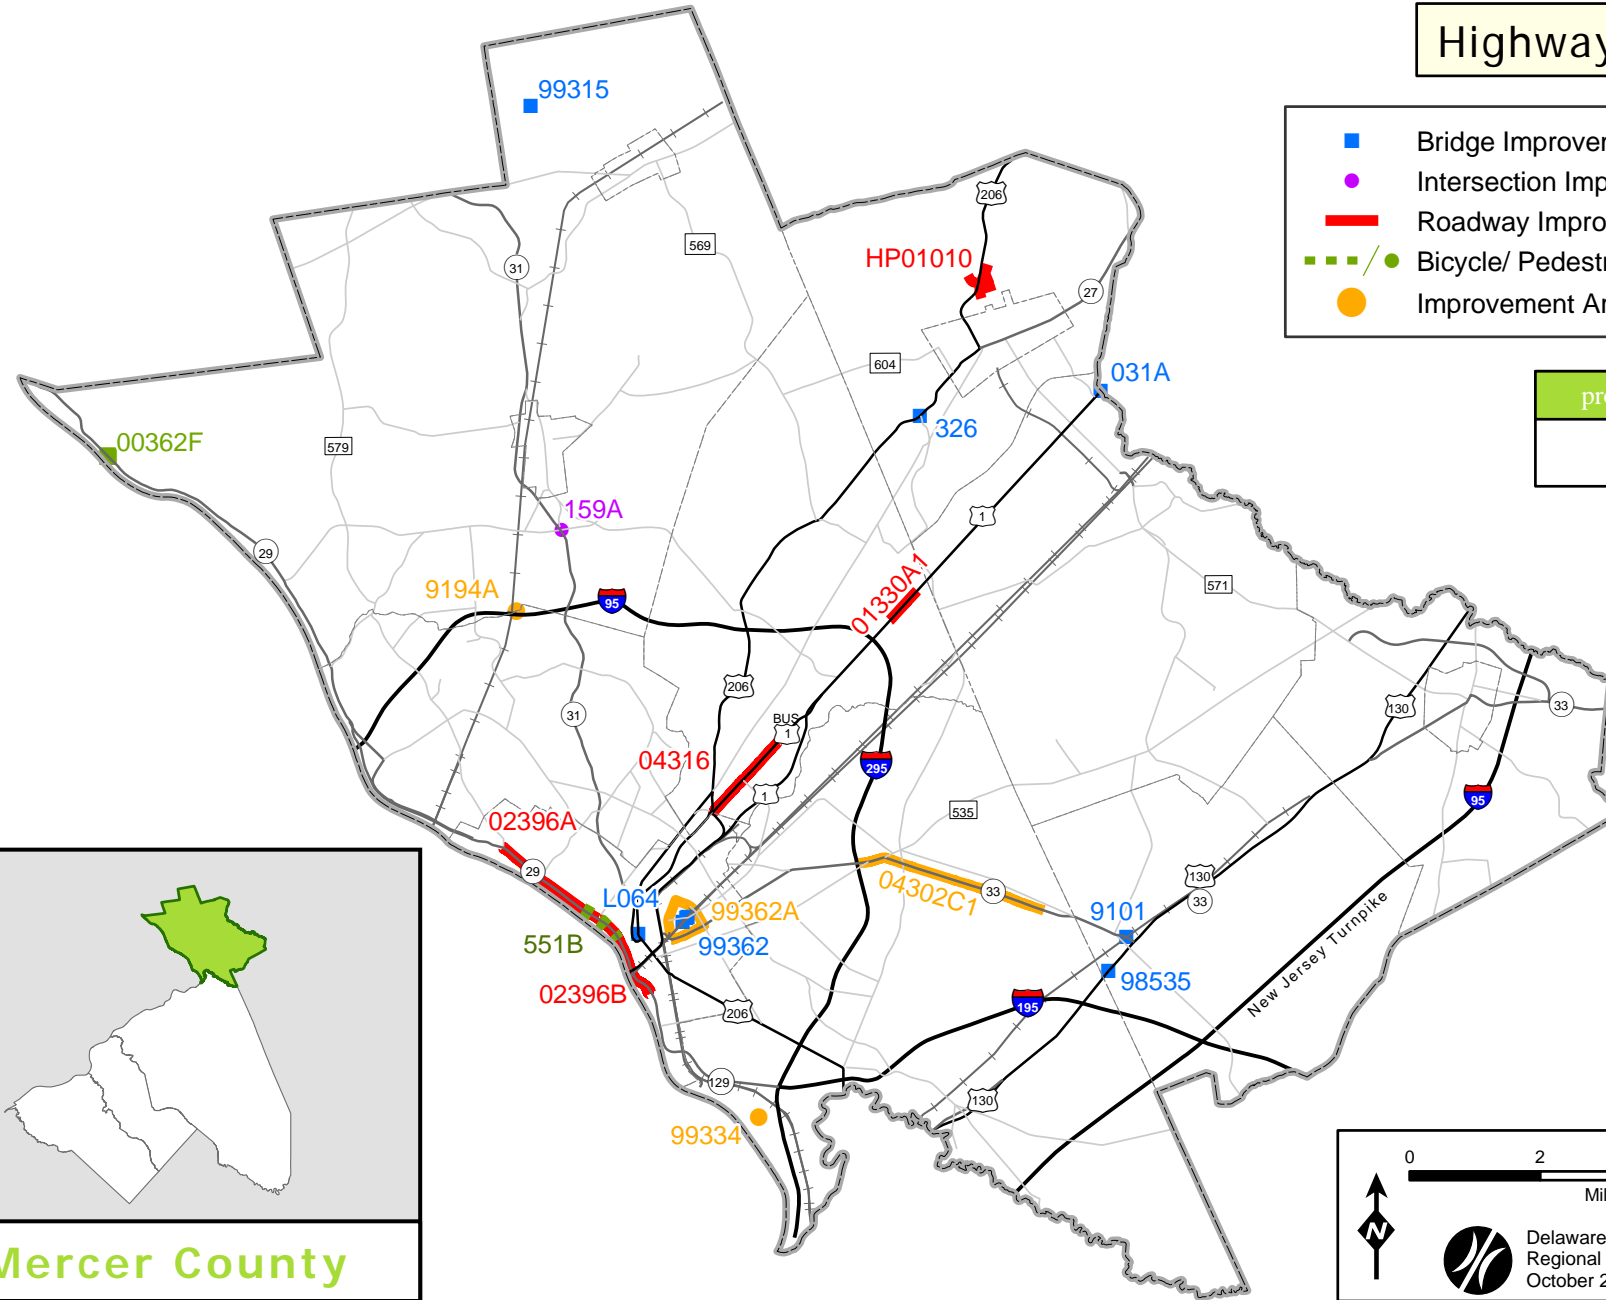 Highway
99315
Bridge Improvem
Intersection Imp
Roadway Impro
Bicycle/ Pedestr
Improvement Ar
206
569
31
HP01010
27
604
031A
pr
326
00362F
579
159A
1
29
571
9194A
95
01330A1
206
31
BUS
1
130
33
04316
295
1
95
535
02396A
29
04302C1
33
130
33
L064
99362A
9101
551B
99362
98535
New Jersey Turnpike
02396B
195
206
129
130
99334
0 2
Mil
N
Delaware
Regional
October 2
Mercer County